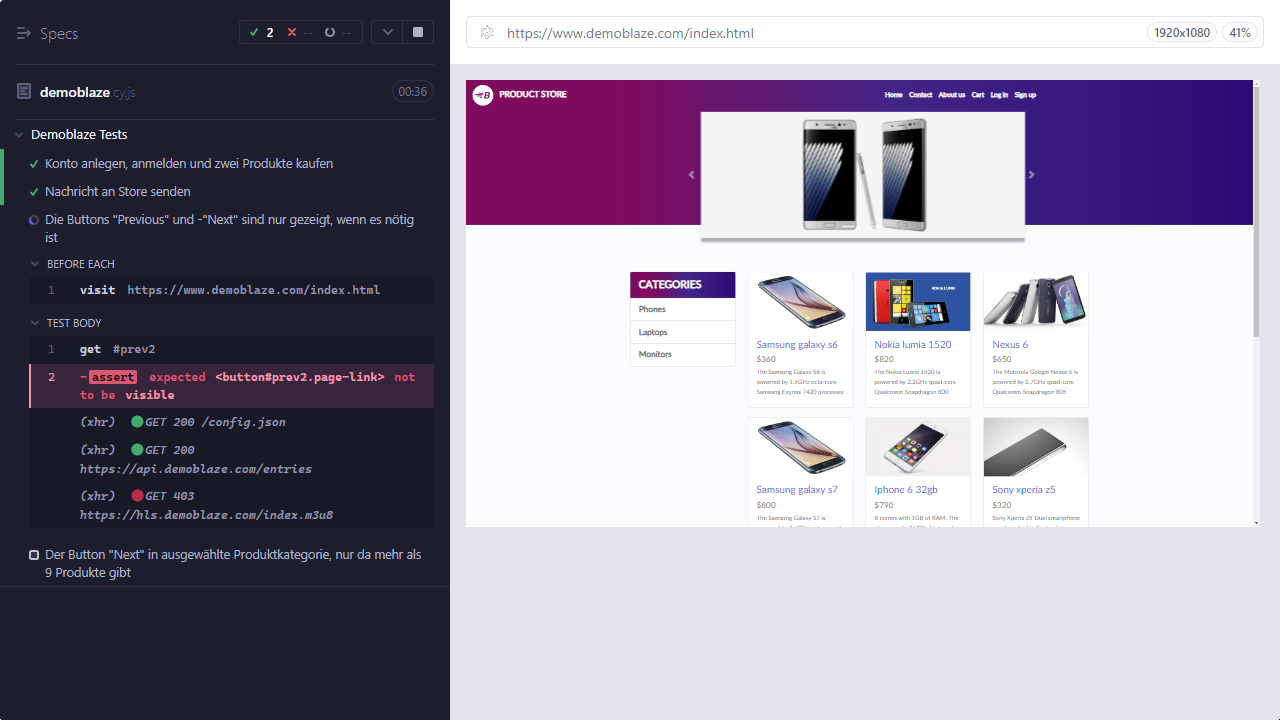 Specs
2 -- --
demoblaze.cy.js 00:36
Demoblaze Tests
Konto anlegen, anmelden und zwei Produkte kaufen
Nachricht an Store senden
Die Buttons "Previous" und -"Next" sind nur gezeigt, wenn es nötig
ist
BEFORE EACH
1 visit https://www.demoblaze.com/index.html
TEST BODY
1 get #prev2
2 -assert expected <button#prev2.page-link> not
to be visible
(xhr) GET 200 /config.json
(xhr) GET 200
https://api.demoblaze.com/entries
(xhr) GET 403
https://hls.demoblaze.com/index.m3u8
Der Button "Next" in ausgewählte Produktkategorie, nur da mehr als
9 Produkte gibt
https://www.demoblaze.com/index.html
1920x1080
41%
B PRODUCT STORE
Home Contact About us Cart Log in Sign up
CATEGORIES
Phones
Laptops
Monitors
Samsung galaxy s6
$360
The Samsung Galaxy S6 is
powered by 1.5GHz octa-core
Samsung Exynos 7420 processor
NOKIA LUMIA
Nokia lumia 1520
$820
The Nokia Lumia 1520 is
powered by 2.2GHz quad-core
Qualcomm Snapdragon 800
Nexus 6
$650
The Motorola Google Nexus 6 is
powered by 2.7GHz quad-core
Qualcomm Snapdragon 805
Samsung galaxy s7
$800
The Samsung Galaxy S7 is
Iphone 6 32gb
$790
It comes with 1GB of RAM. The
Sony xperia z5
$320
Sony Xperia Z5 Dual smartphone